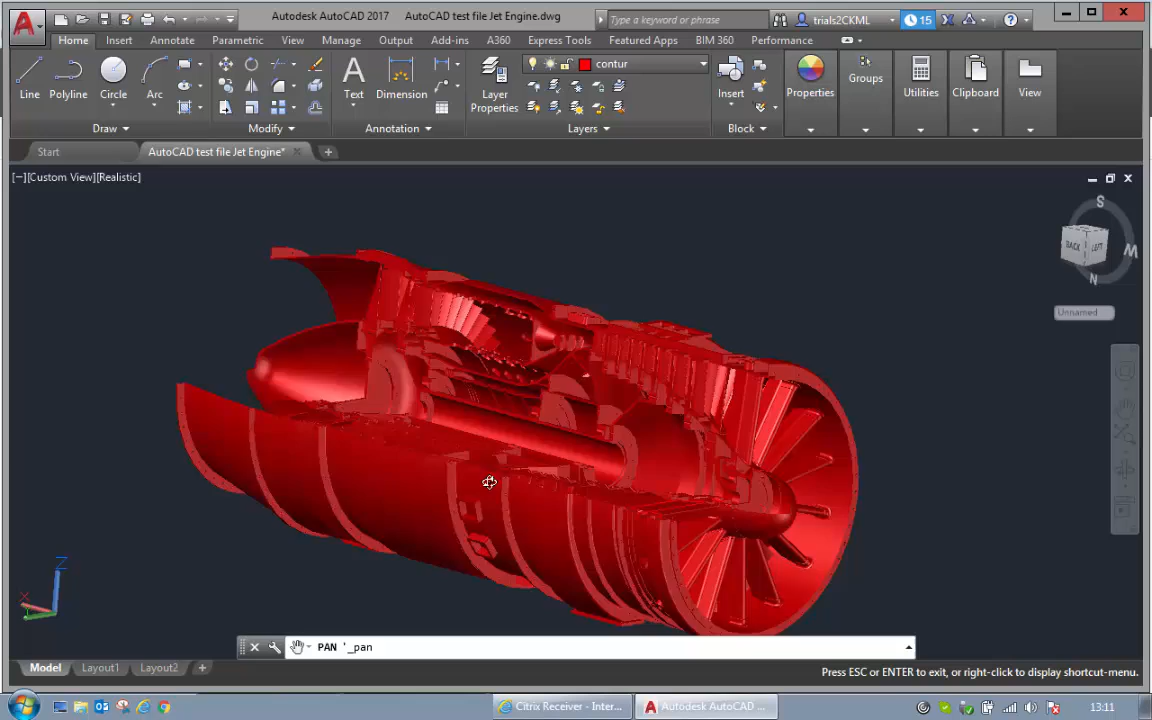 Autodesk AutoCAD 2017 AutoCAD test file Jet Engine.dwg
Type a keyword or phrase
trials2CKML
15
Home Insert Annotate Parametric View Manage Output Add-ins A360 Express Tools Featured Apps BIM 360 Performance
contur
Line Polyline Circle Arc
Text Dimension
Layer
Properties
Insert
Properties
Groups
Utilities
Clipboard
View
Draw Modify Annotation Layers Block
Start
AutoCAD test file Jet Engine*
[−][Custom View][Realistic]
S
BACK LEFT
W
N
Unnamed
Z
X
PAN '_pan
Model Layout1 Layout2
Press ESC or ENTER to exit, or right-click to display shortcut-menu.
Citrix Receiver - Inter...
Autodesk AutoCAD ...
13:11